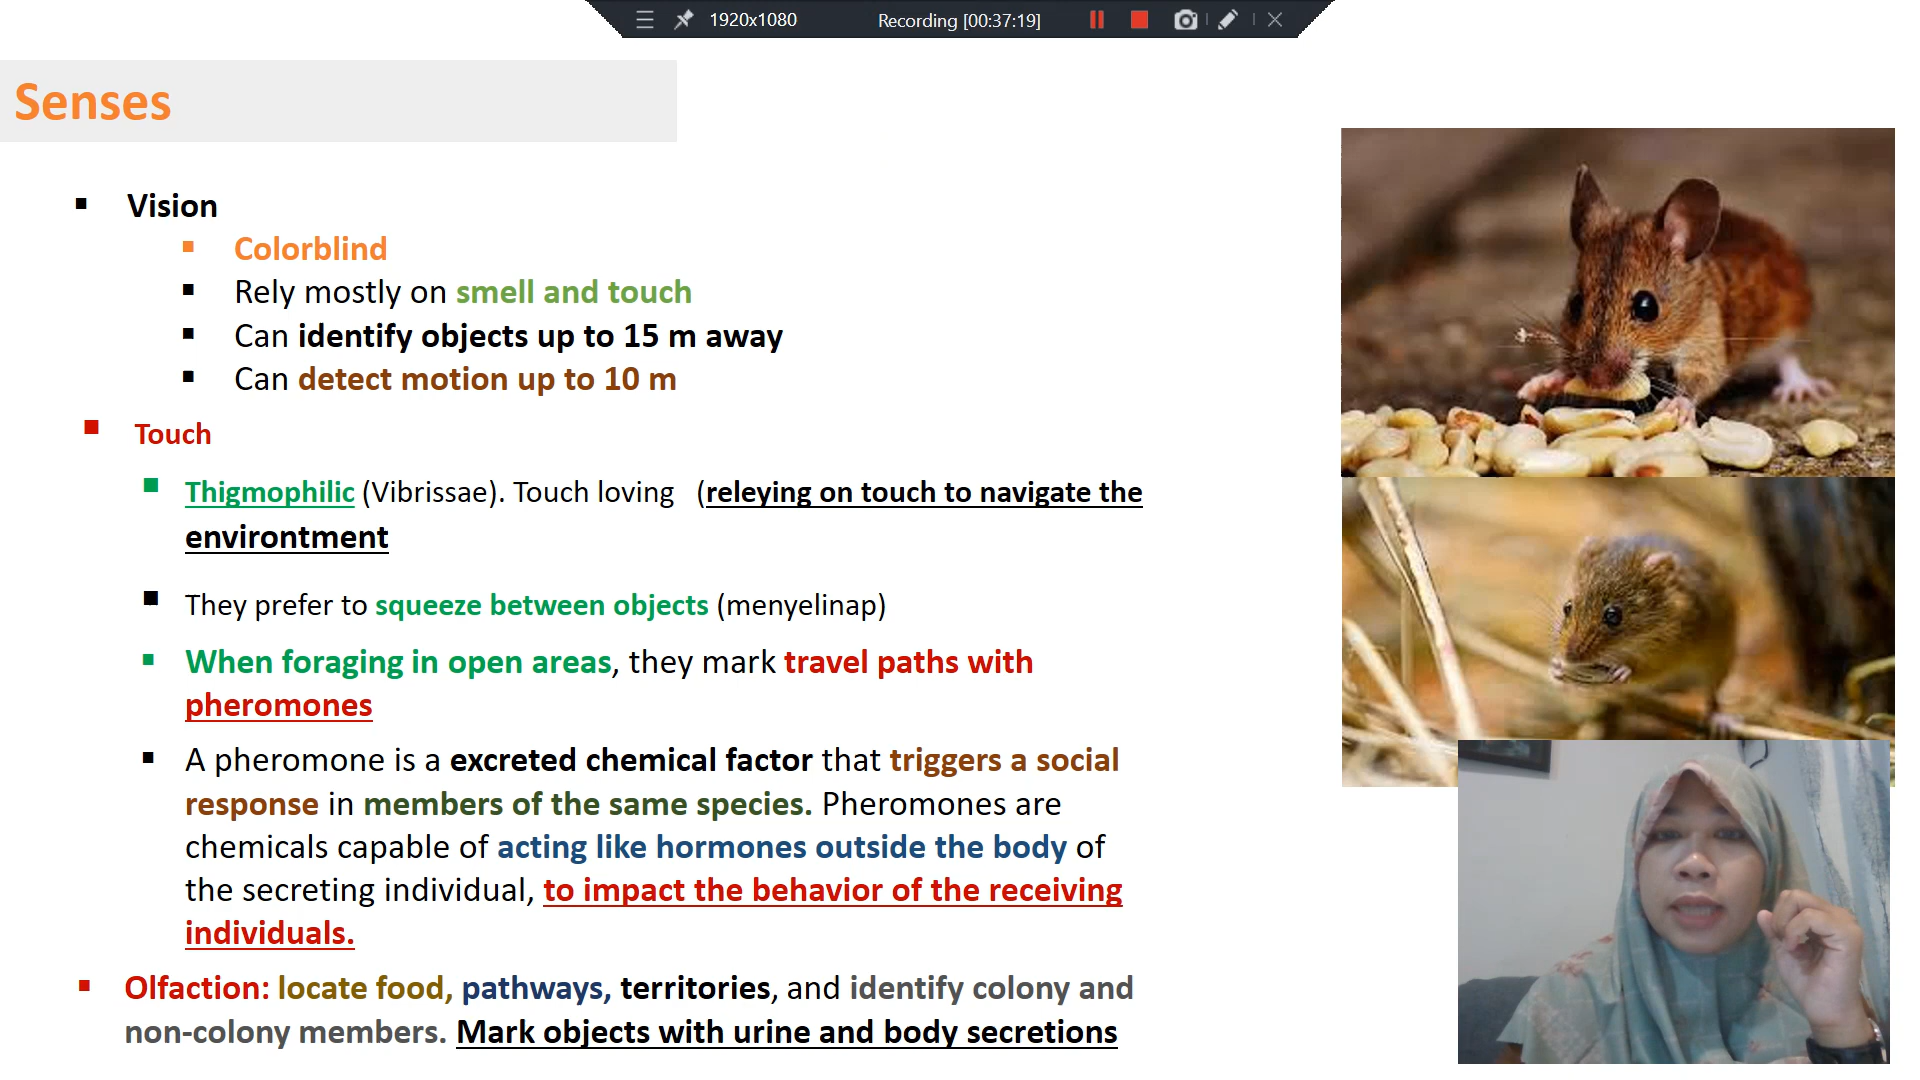 1920x1080 Recording [00:37:19]
Senses
▪ Vision
▪ Colorblind
▪ Rely mostly on smell and touch
▪ Can identify objects up to 15 m away
▪ Can detect motion up to 10 m
▪ Touch
▪ Thigmophilic (Vibrissae). Touch loving (releying on touch to navigate the
environtment
▪ They prefer to squeeze between objects (menyelinap)
▪ When foraging in open areas, they mark travel paths with
pheromones
▪ A pheromone is a excreted chemical factor that triggers a social
response in members of the same species. Pheromones are
chemicals capable of acting like hormones outside the body of
the secreting individual, to impact the behavior of the receiving
individuals.
▪ Olfaction: locate food, pathways, territories, and identify colony and
non-colony members. Mark objects with urine and body secretions